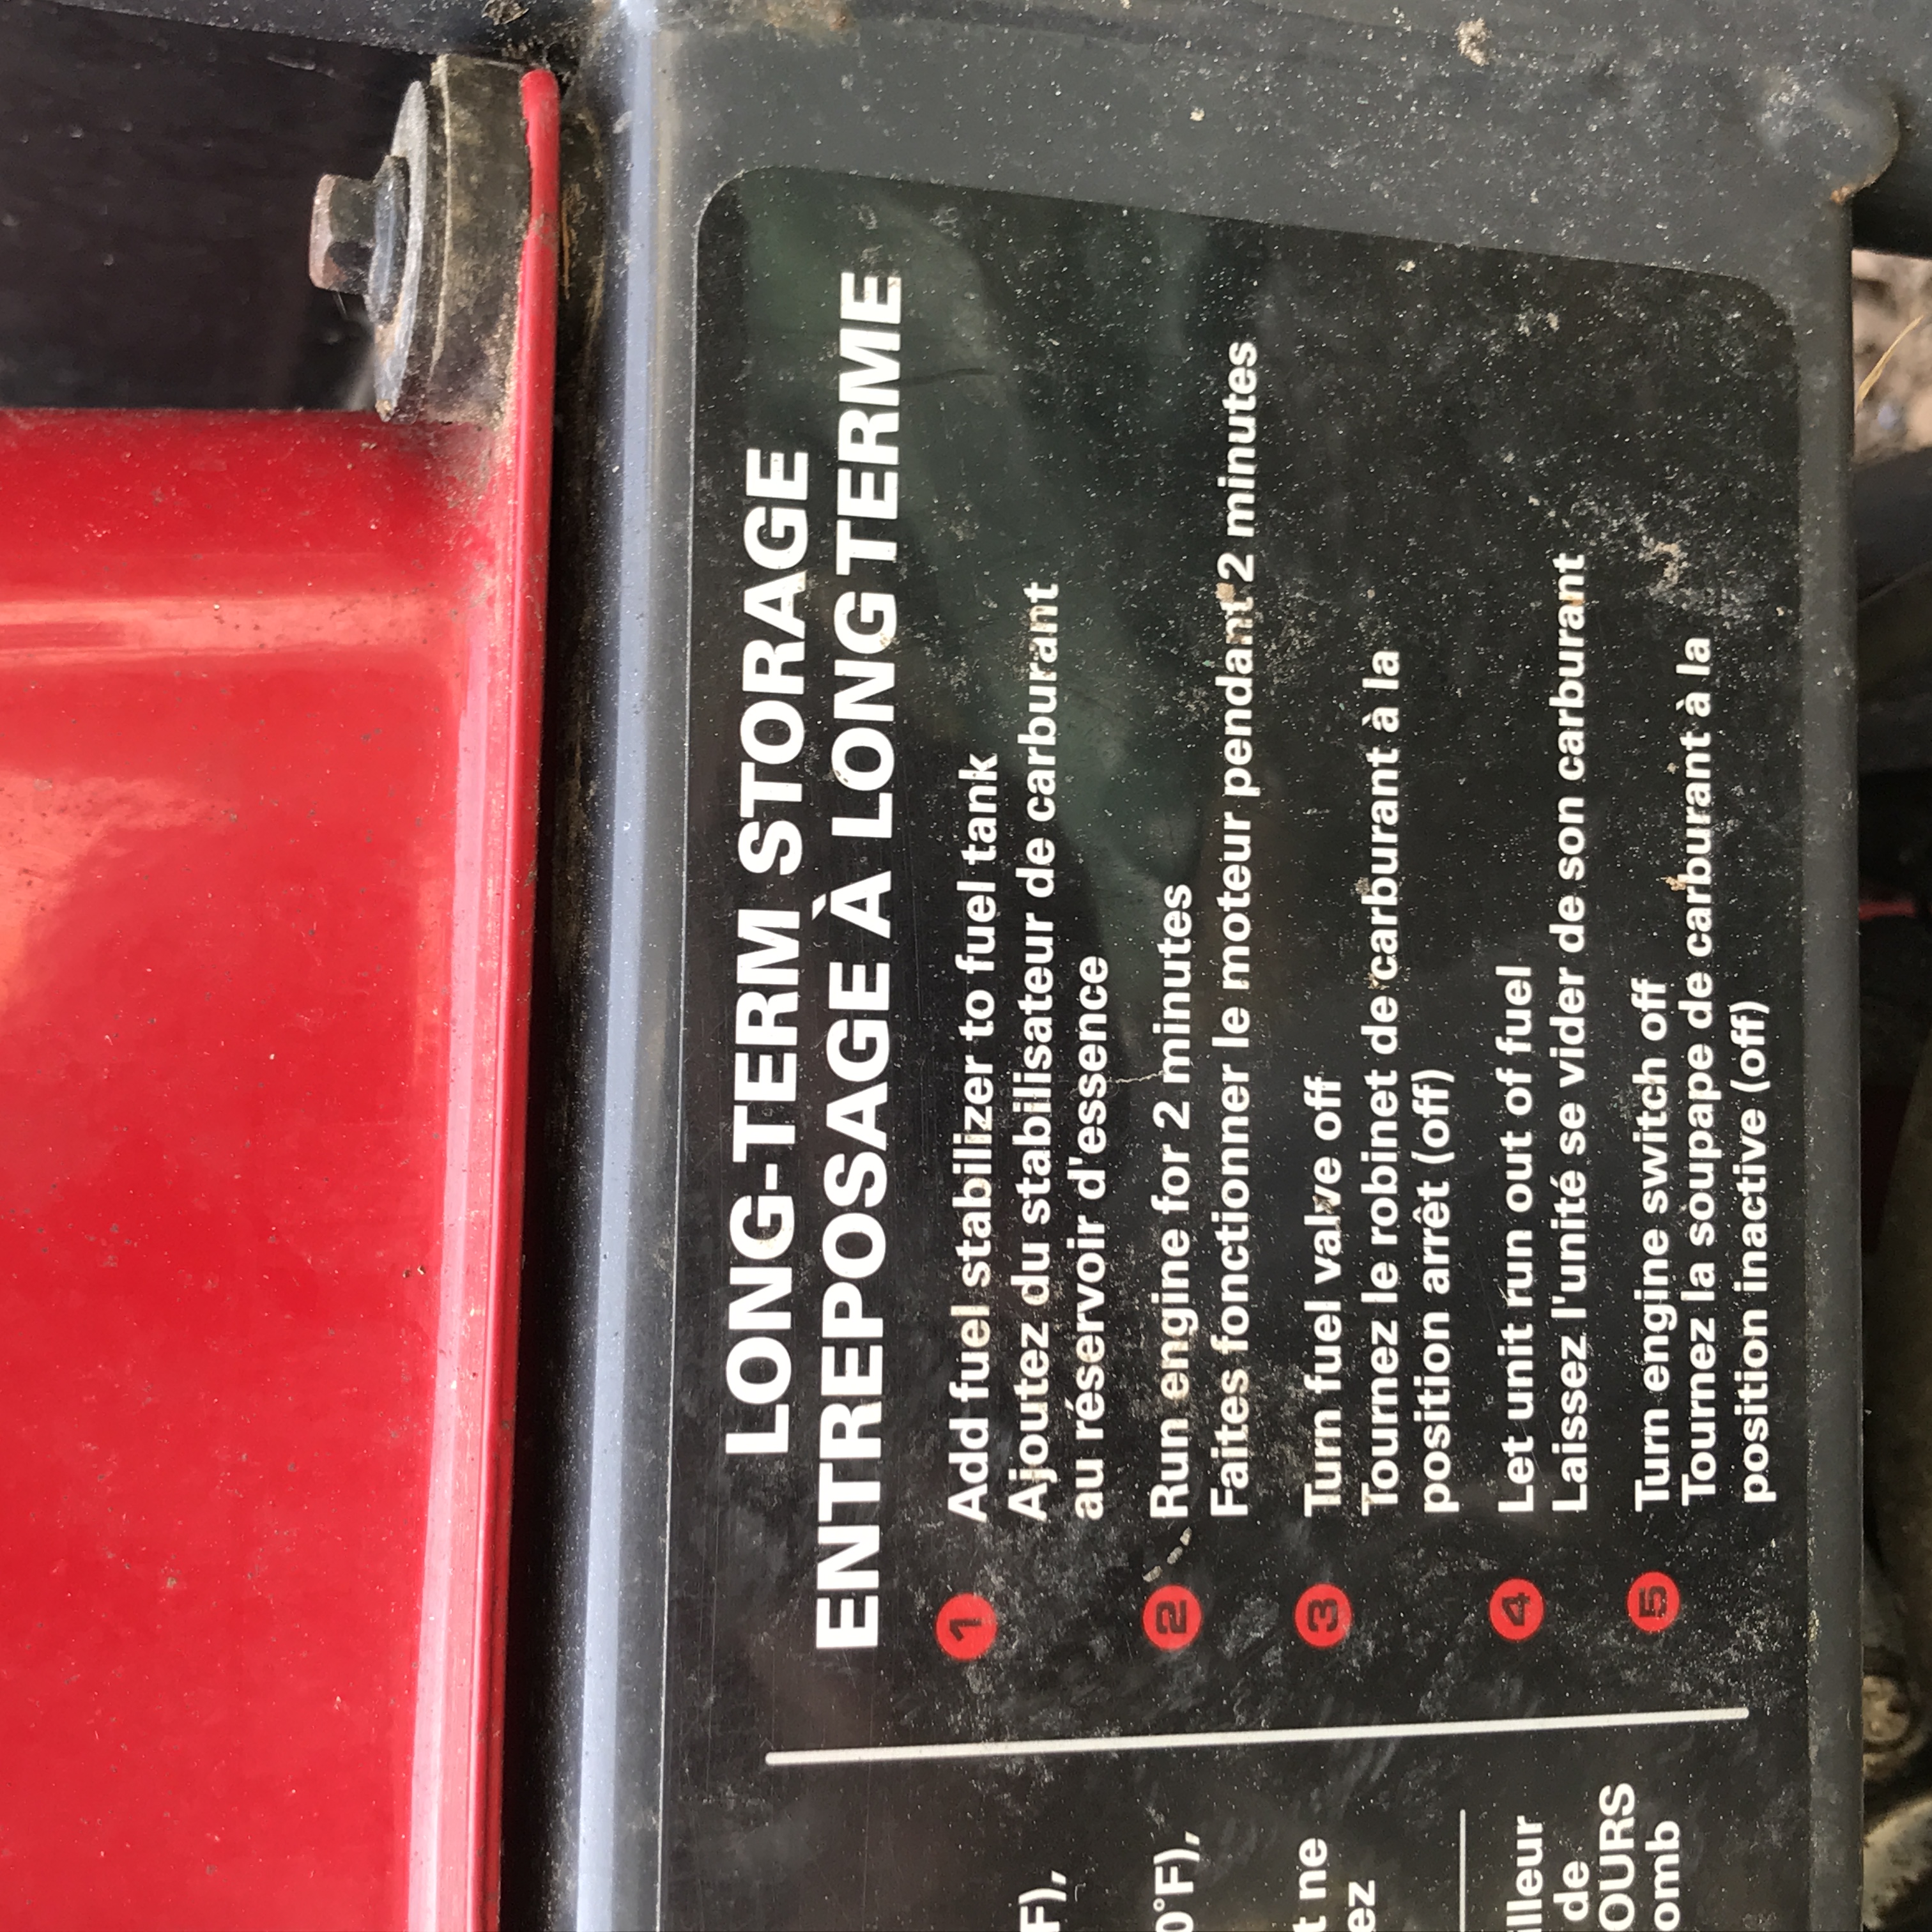 LONG-TERM STORAGE
ENTREPOSAGE À LONG TERME
1 Add fuel stabilizer to fuel tank
Ajoutez du stabilisateur de carburant
au réservoir d'essence
2 Run engine for 2 minutes
Faites fonctionner le moteur pendant 2 minutes
3 Turn fuel valve off
Tournez le robinet de carburant à la
position arrêt (off)
4 Let unit run out of fuel
Laissez l'unité se vider de son carburant
5 Turn engine switch off
Tournez la soupape de carburant à la
position inactive (off)
F),
0°F),
ne
de